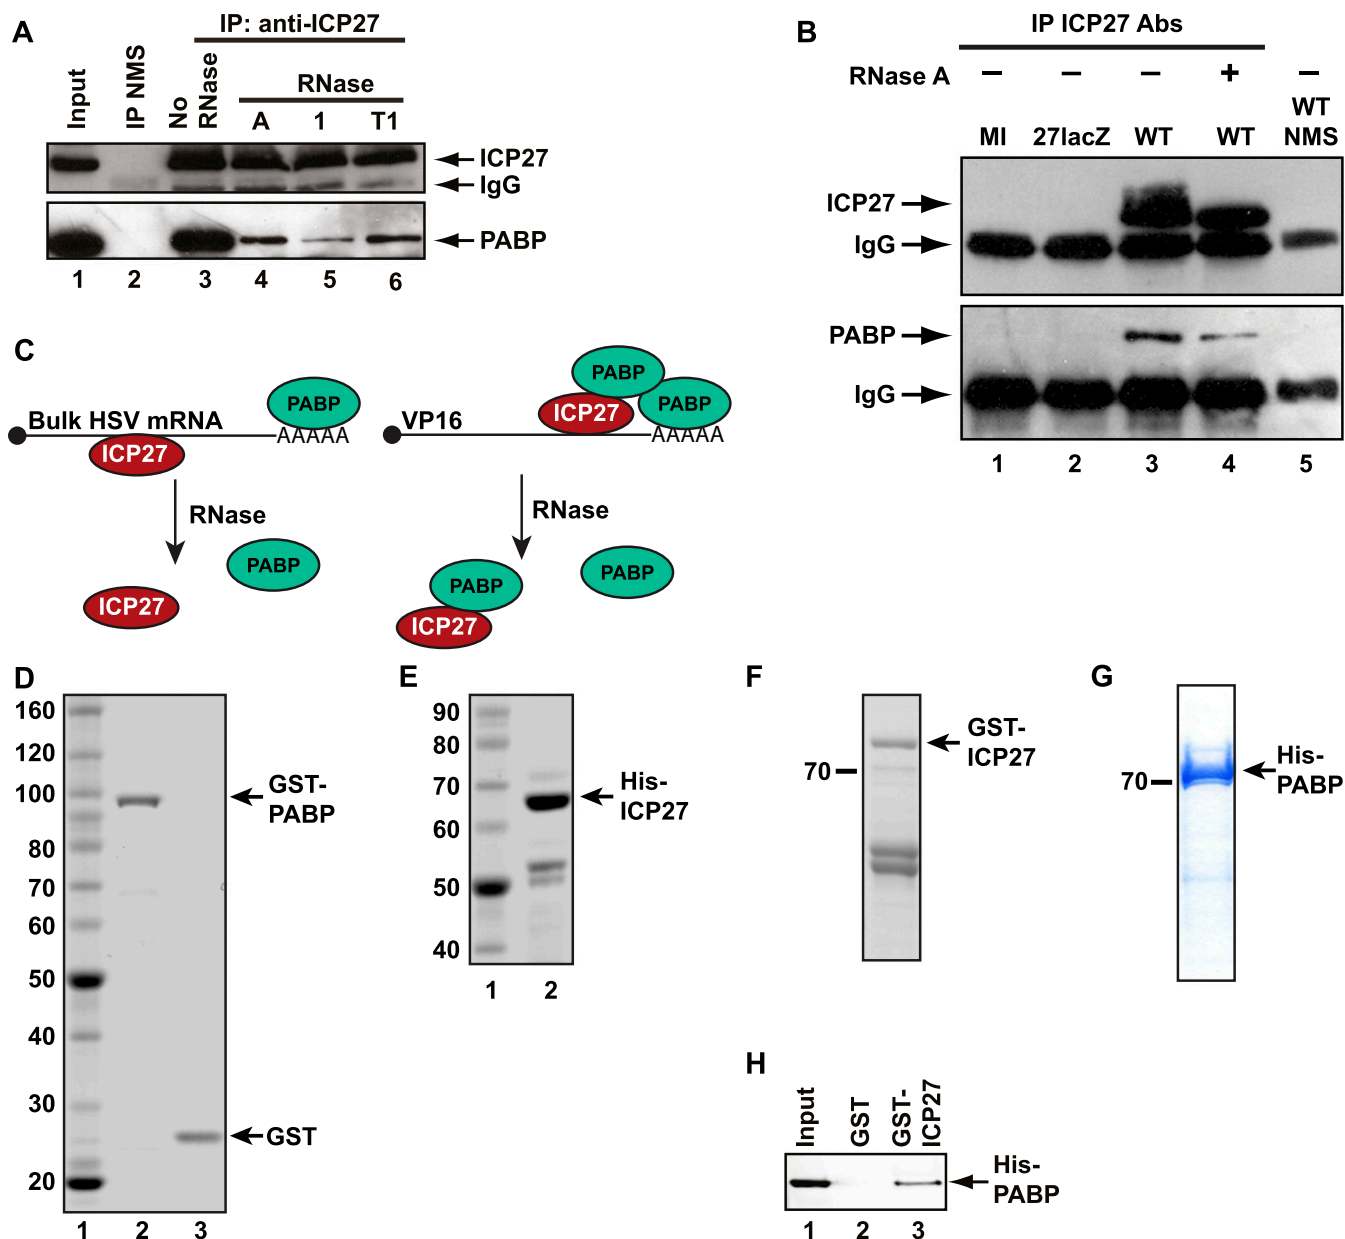 A
IP: anti-ICP27
Input
IP NMS
No
RNase
RNase
A
1
T1
ICP27
IgG
PABP
1
2
3
4
5
6
B
IP ICP27 Abs
RNase A
–
–
–
+
–
MI
27lacZ
WT
WT
WT
NMS
ICP27
IgG
PABP
IgG
1
2
3
4
5
C
Bulk HSV mRNA
PABP
AAAAA
ICP27
RNase
PABP
ICP27
VP16
PABP
ICP27
PABP
AAAAA
RNase
PABP
PABP
ICP27
D
160
120
100
80
70
60
50
40
30
20
GST-
PABP
GST
1
2
3
E
90
80
70
60
50
40
His-
ICP27
1
2
F
70
GST-
ICP27
G
70
His-
PABP
H
Input
GST
GST-
ICP27
His-
PABP
1
2
3